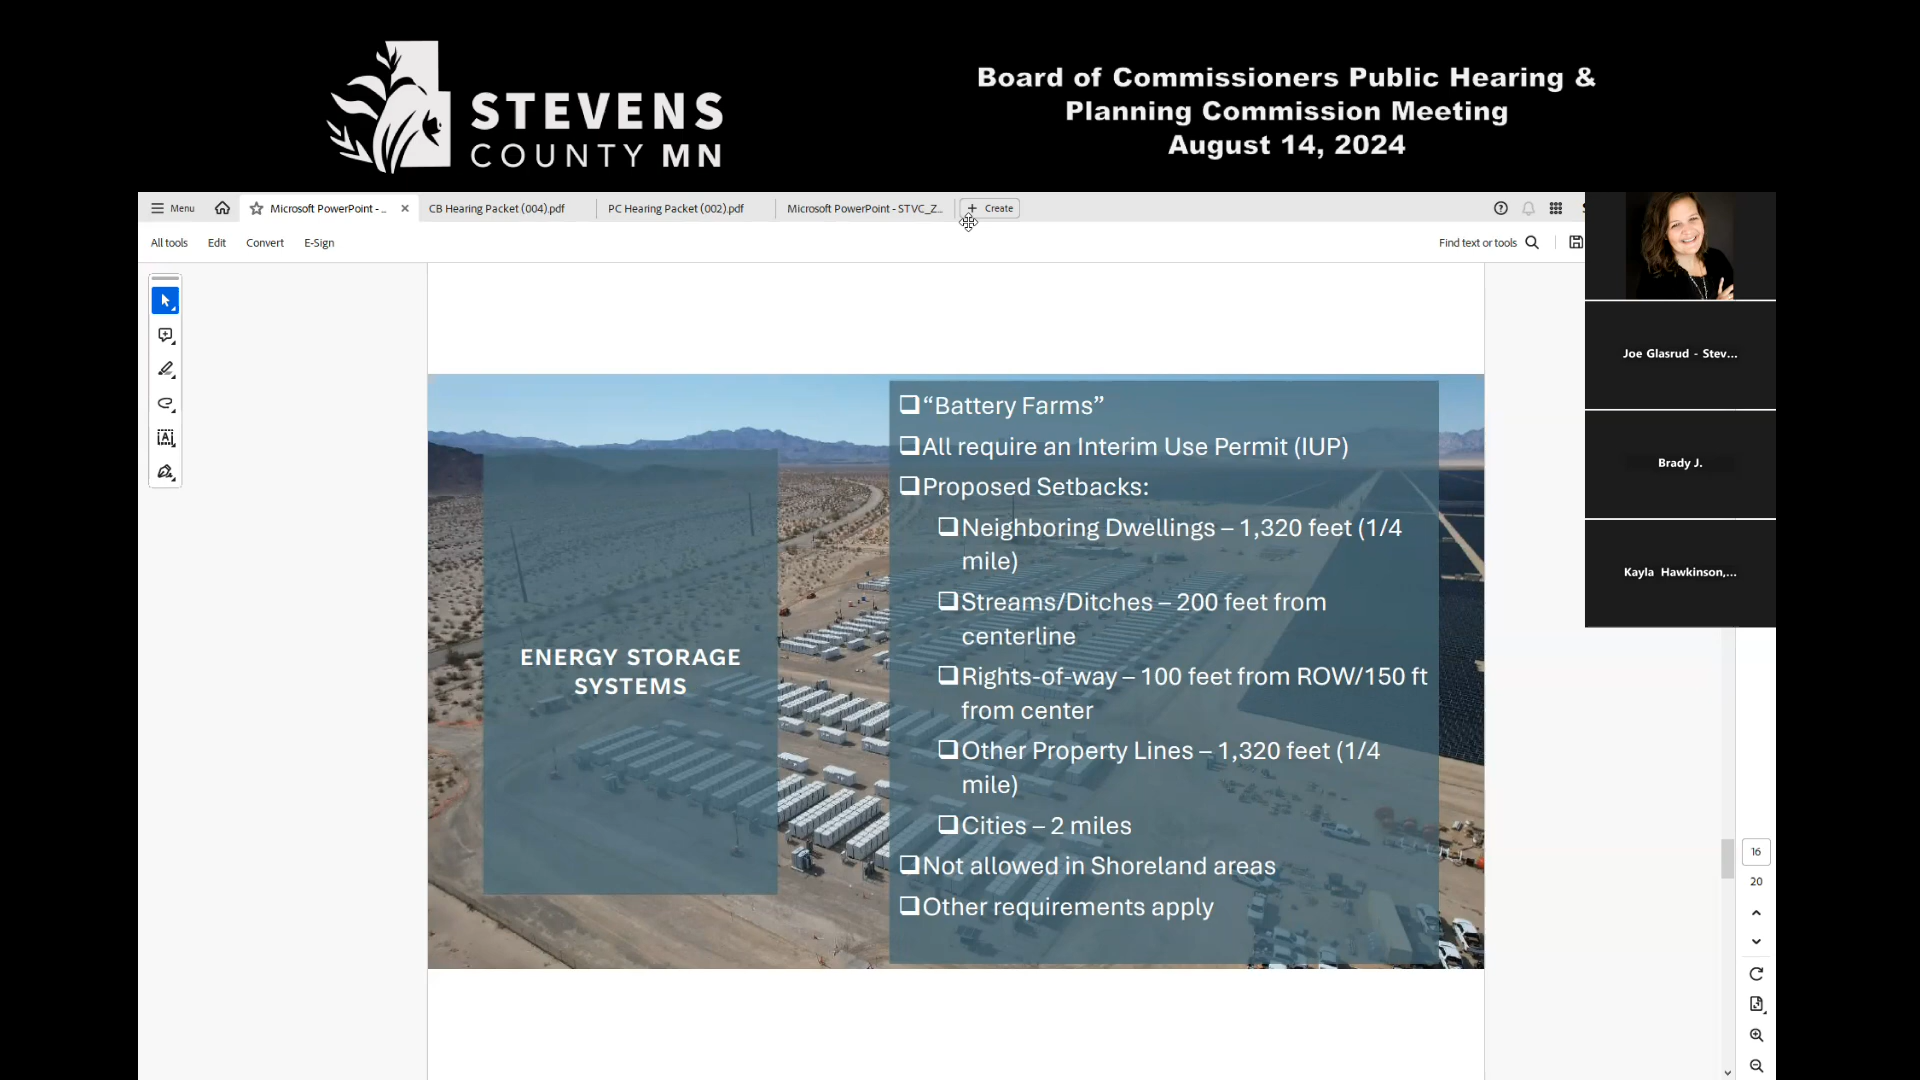 STEVENS
COUNTY MN
Board of Commissioners Public Hearing &
Planning Commission Meeting
August 14, 2024
Menu
Microsoft PowerPoint - ...
CB Hearing Packet (004).pdf
PC Hearing Packet (002).pdf
Microsoft PowerPoint - STVC_Z...
Create
All tools
Edit
Convert
E-Sign
Find text or tools
Joe Glasrud - Stev...
Brady J.
Kayla Hawkinson,...
ENERGY STORAGE
SYSTEMS
“Battery Farms”
All require an Interim Use Permit (IUP)
Proposed Setbacks:
Neighboring Dwellings – 1,320 feet (1/4
mile)
Streams/Ditches – 200 feet from
centerline
Rights-of-way – 100 feet from ROW/150 ft
from center
Other Property Lines – 1,320 feet (1/4
mile)
Cities – 2 miles
Not allowed in Shoreland areas
Other requirements apply
16
20